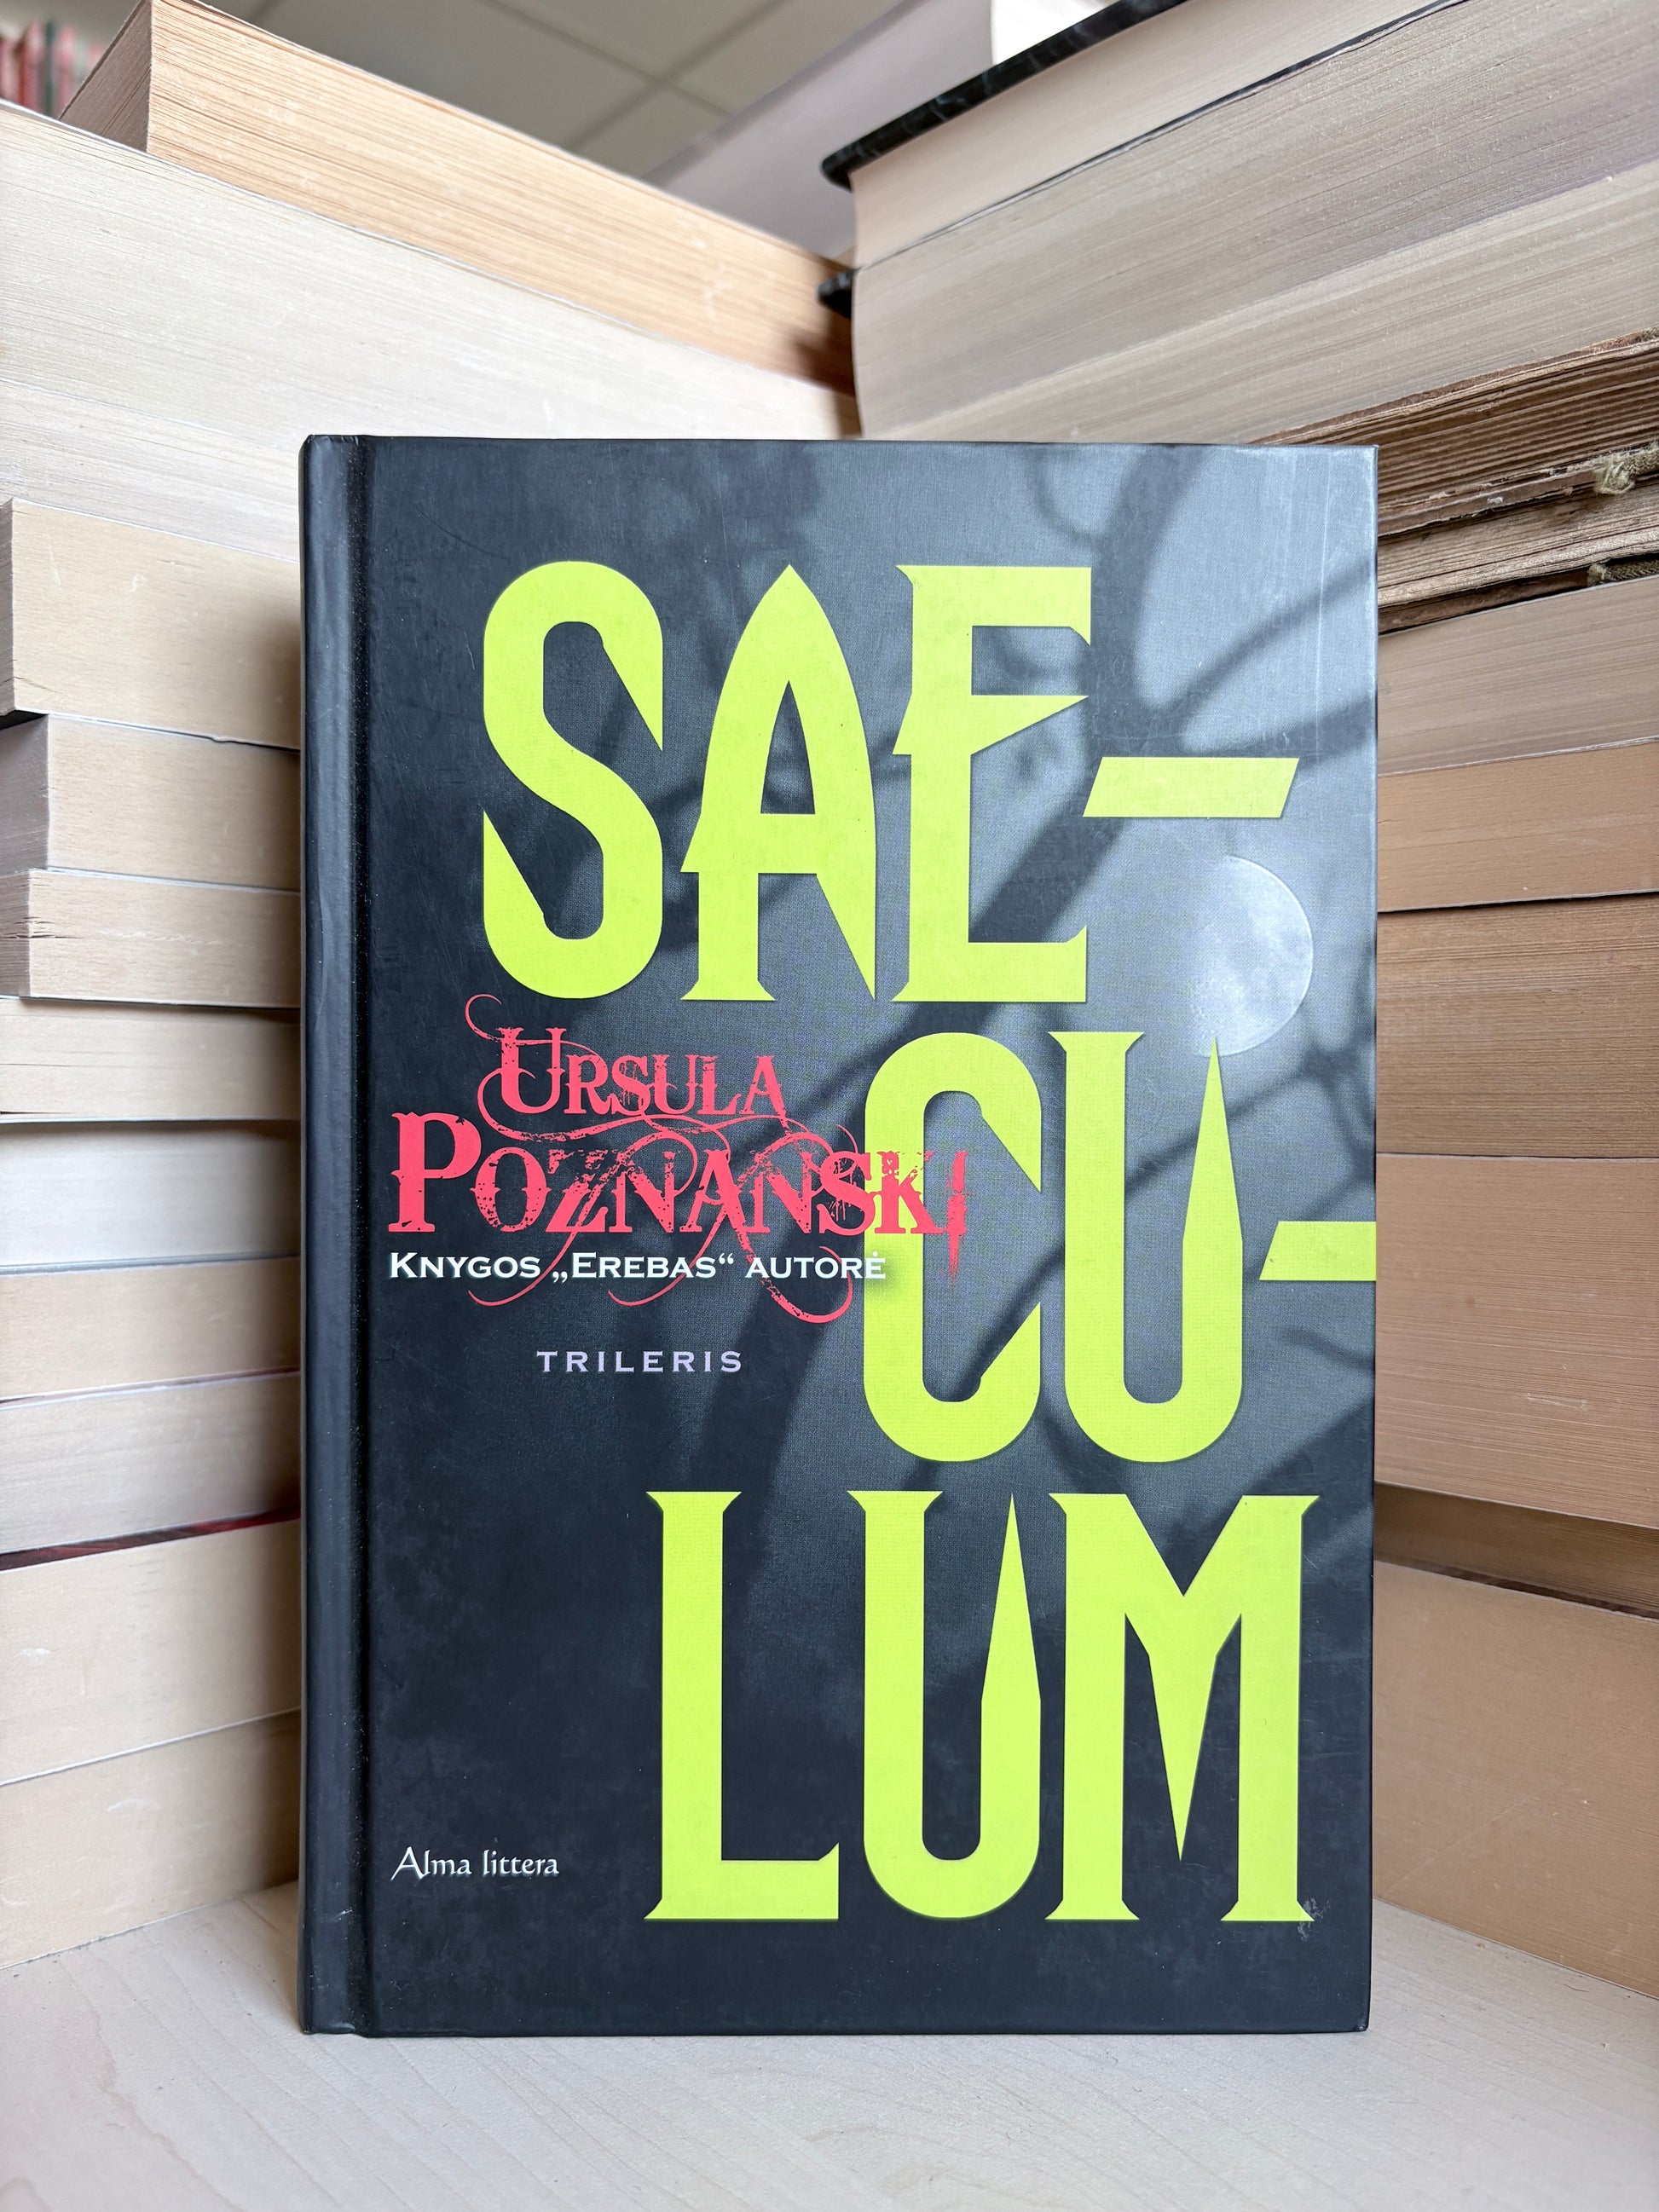 SAE-
URSULA
POZNANSKI
CU-
KNYGOS „EREBAS“ AUTORĖ
TRILERIS
LUM
Alma littera